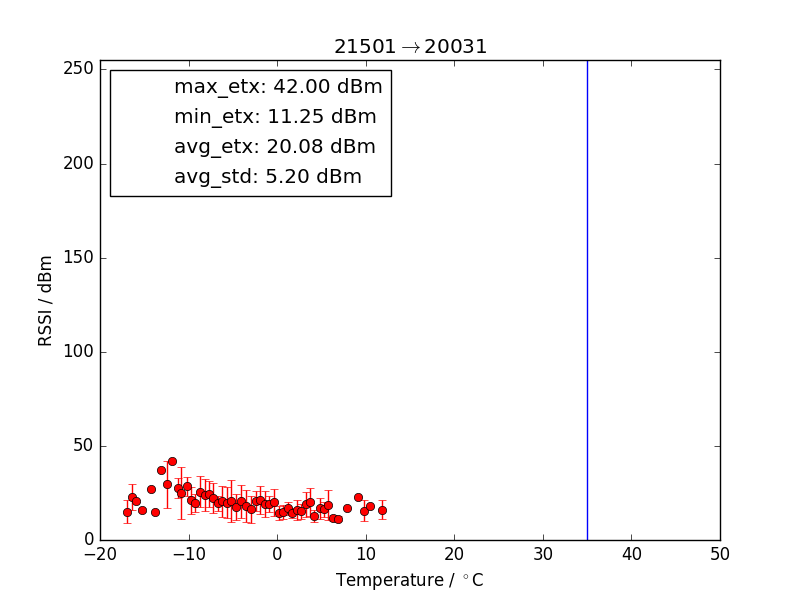 21501→20031
max_etx: 42.00 dBm
min_etx: 11.25 dBm
avg_etx: 20.08 dBm
avg_std: 5.20 dBm
RSSI / dBm
250
200
150
100
50
0
−20 −10 0 10 20 30 40 50
Temperature / °C